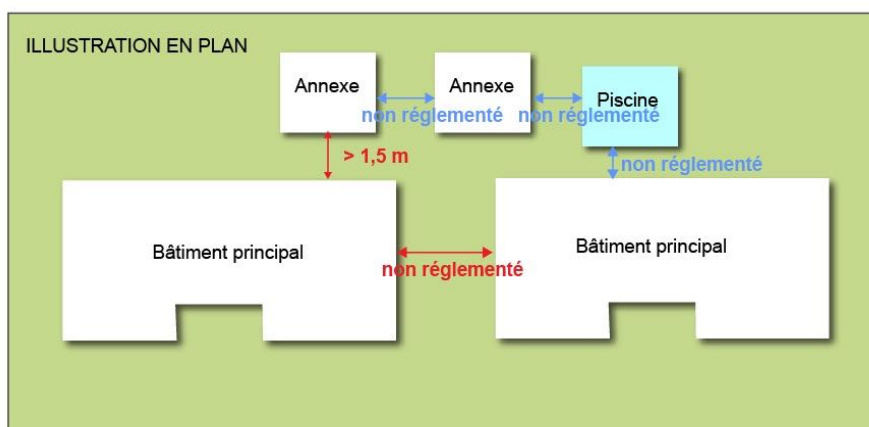 ILLUSTRATION EN PLAN
Annexe
Annexe
Piscine
non réglementé
non réglementé
> 1,5 m
non réglementé
Bâtiment principal
Bâtiment principal
non réglementé